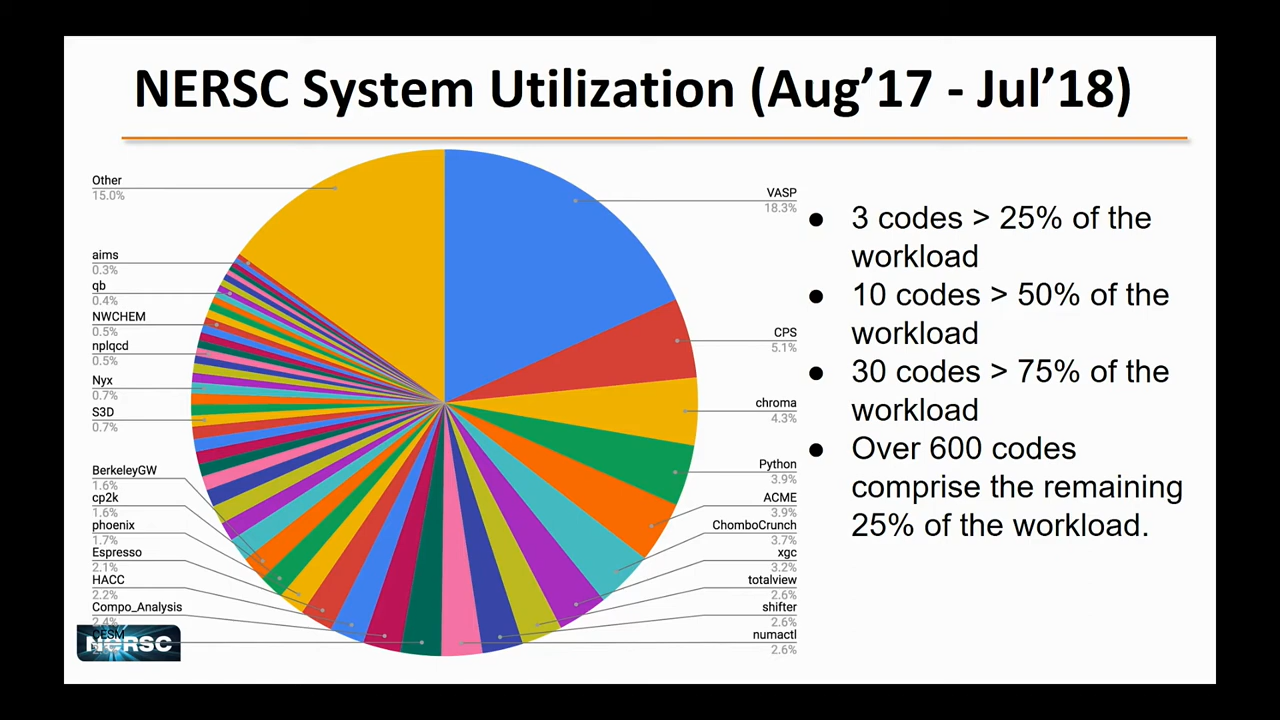 NERSC System Utilization (Aug’17 - Jul’18)
Other
15.0%
aims
0.3%
qb
0.4%
NWCHEM
0.5%
nplqcd
0.5%
Nyx
0.7%
S3D
0.7%
BerkeleyGW
1.6%
cp2k
1.6%
phoenix
1.7%
Espresso
2.1%
HACC
2.2%
Compo_Analysis
2.4%
CESM
NERSC
VASP
18.3%
CPS
5.1%
chroma
4.3%
Python
3.9%
ACME
3.9%
ChomboCrunch
3.7%
xgc
3.2%
totalview
2.6%
shifter
2.6%
numactl
2.6%
● 3 codes > 25% of the
workload
● 10 codes > 50% of the
workload
● 30 codes > 75% of the
workload
● Over 600 codes
comprise the remaining
25% of the workload.